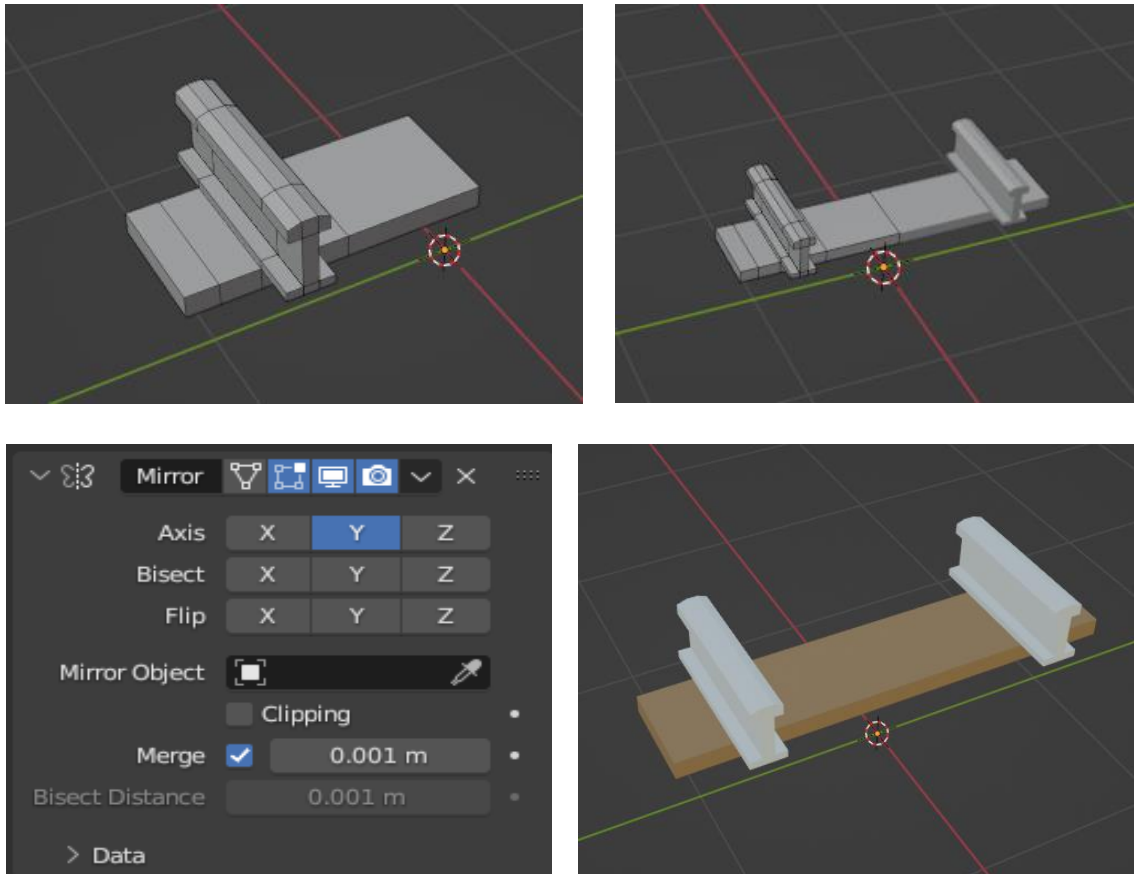 Mirror
Axis X Y Z
Bisect X Y Z
Flip X Y Z
Mirror Object
Clipping
Merge 0.001 m
Bisect Distance 0.001 m
Data